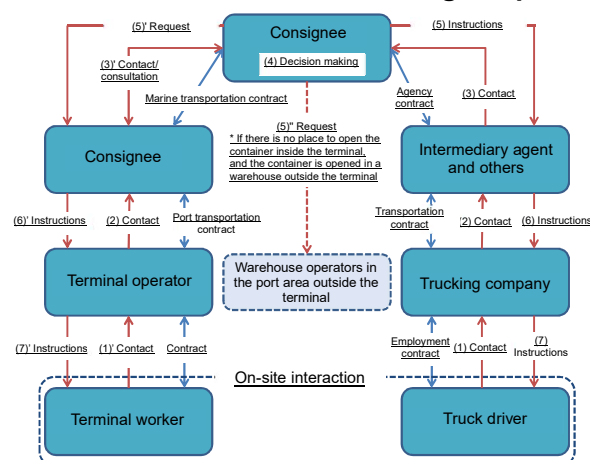 (5)' Request
Consignee
(5) Instructions
(4) Decision making
(3)' Contact/
consultation
(3) Contact
Marine transportation contract
Agency
contract
(5)" Request
* If there is no place to open the
container inside the terminal,
and the container is opened in a
warehouse outside the terminal
Consignee
Intermediary agent
and others
(6)' Instructions
(2) Contact
Port transportation
contract
Transportation
contract
(2) Contact
(6) Instructions
Terminal operator
Warehouse operators in
the port area outside the
terminal
Trucking company
(7)' Instructions
(1)' Contact
Contract
Employment
contract
(1) Contact
(7)
Instructions
On-site interaction
Terminal worker
Truck driver